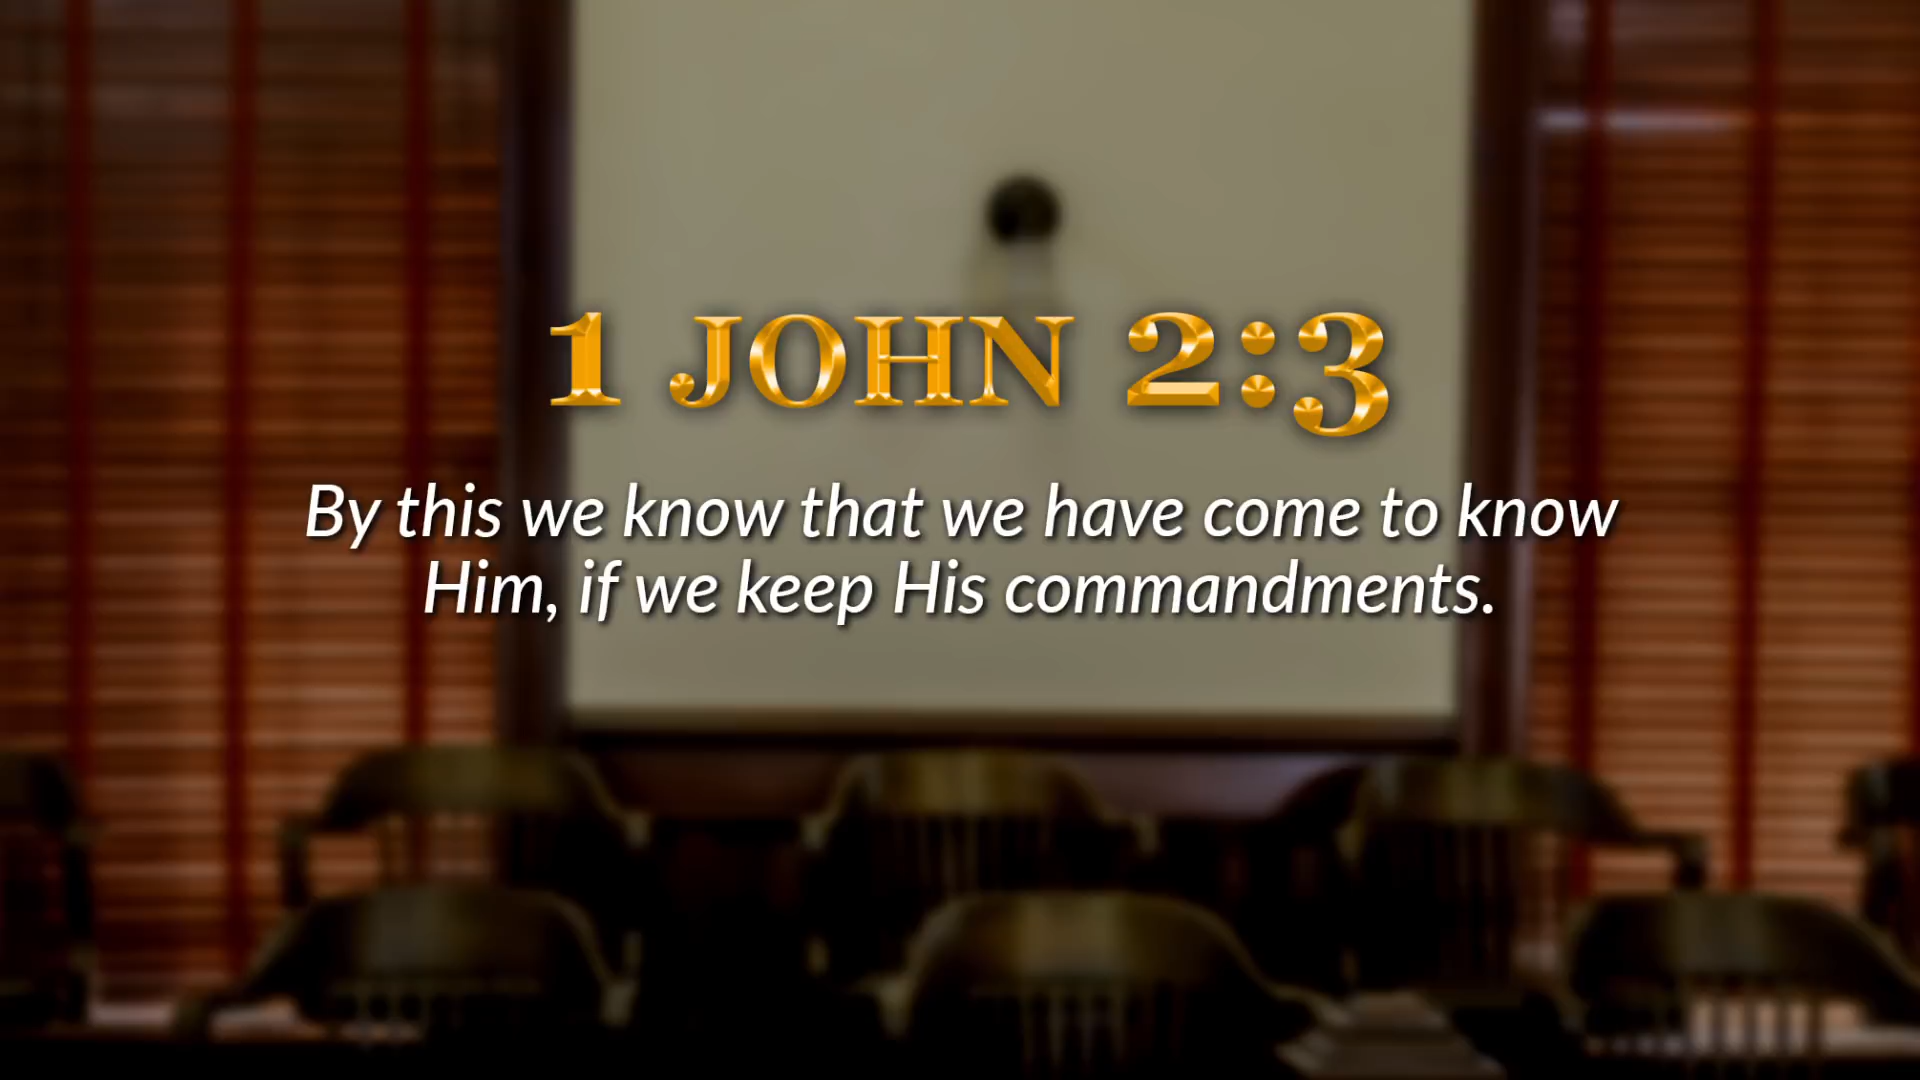 1 JOHN 2:3
By this we know that we have come to know
Him, if we keep His commandments.